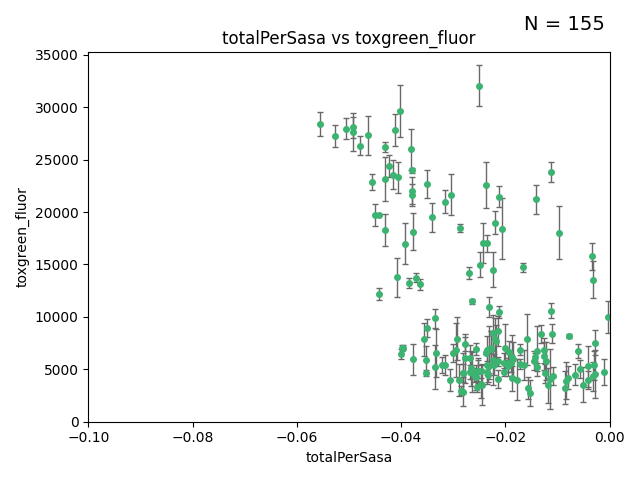 N = 155
totalPerSasa vs toxgreen_fluor
35000
30000
25000
20000
15000
10000
5000
0
toxgreen_fluor
−0.10 −0.08 −0.06 −0.04 −0.02 0.00
totalPerSasa